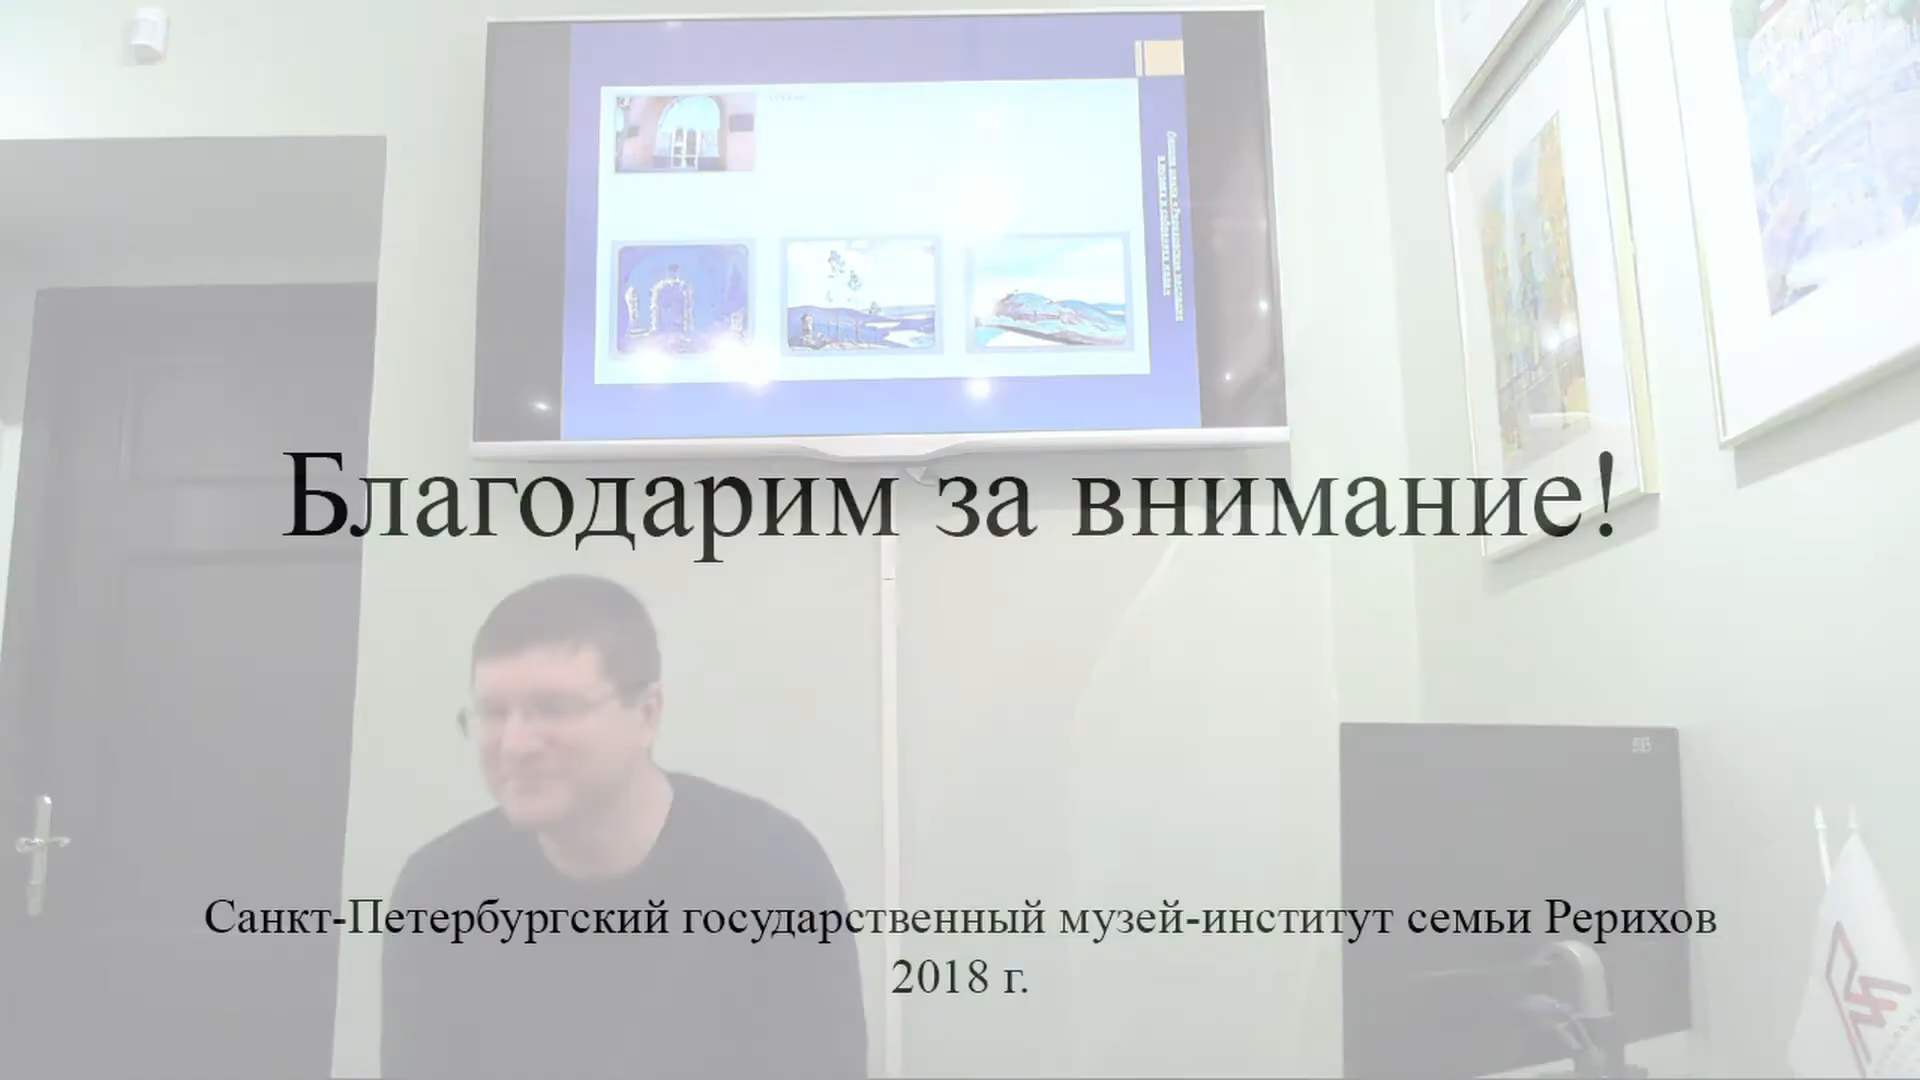 Благодарим за внимание!
Санкт-Петербургский государственный музей-институт семьи Рерихов
2018 г.